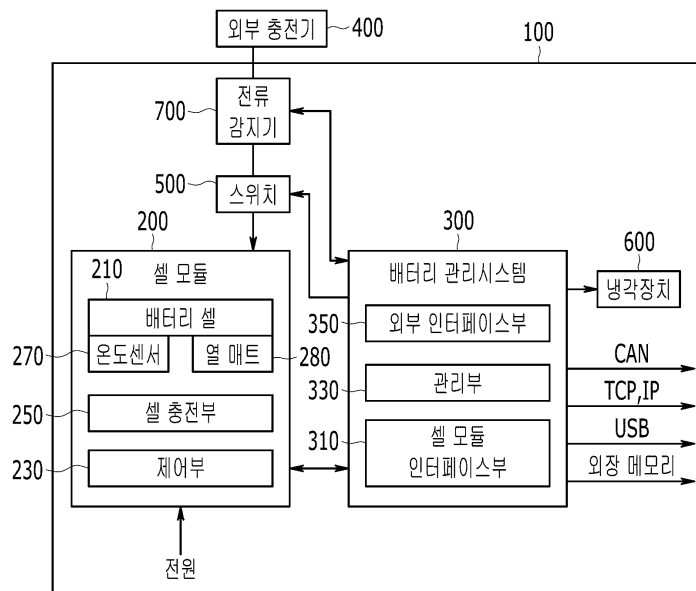 외부 충전기
400
100
전류
감지기
700
스위치
500
200
셀 모듈
210
배터리 셀
270
온도센서
열 매트
280
250
셀 충전부
230
제어부
전원
300
배터리 관리시스템
350
외부 인터페이스부
330
관리부
310
셀 모듈
인터페이스부
600
냉각장치
CAN
TCP,IP
USB
외장 메모리